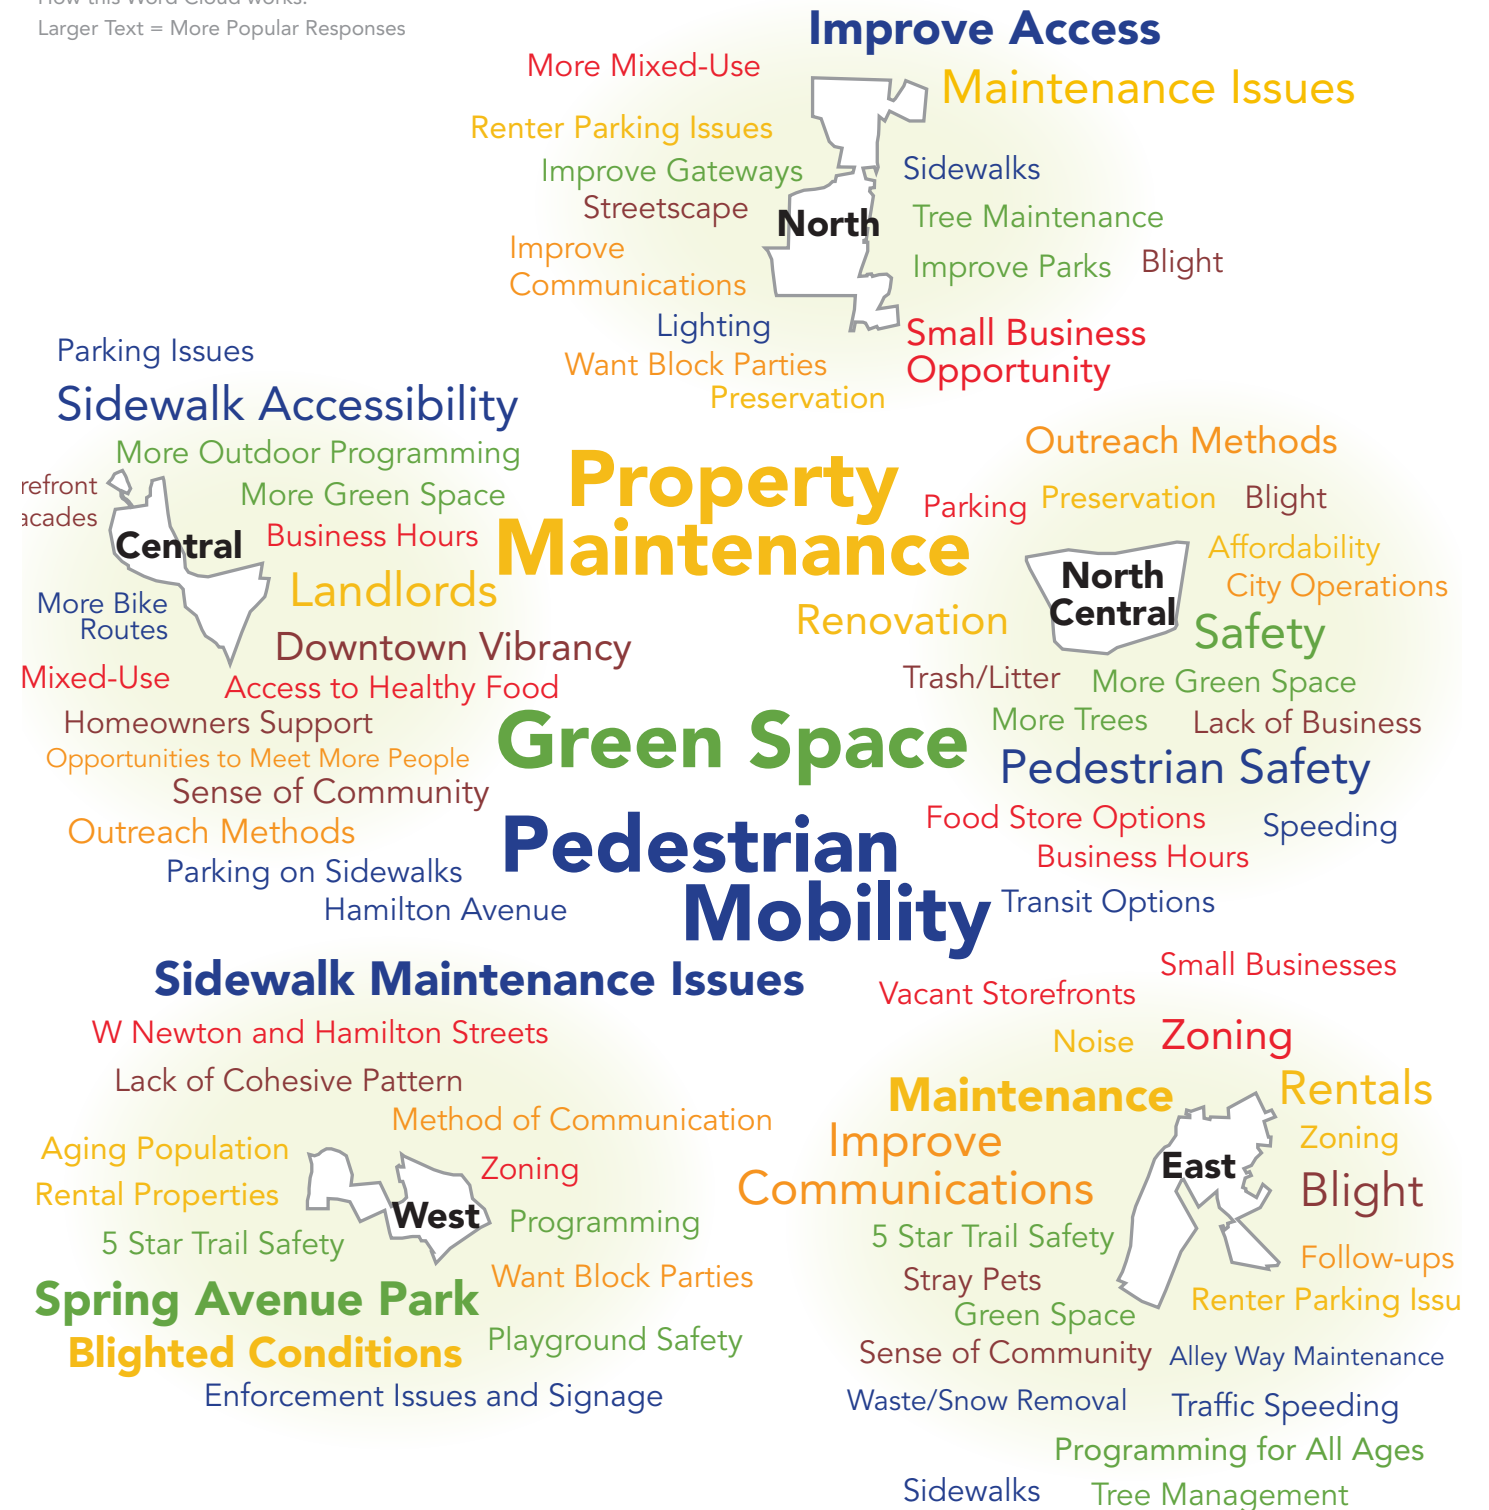 How this Word Cloud works:
Larger Text = More Popular Responses
Improve Access
More Mixed-Use
Maintenance Issues
Renter Parking Issues
Improve Gateways
Sidewalks
Streetscape
North
Tree Maintenance
Improve
Communications
Improve Parks
Blight
Lighting
Small Business
Opportunity
Want Block Parties
Preservation
Parking Issues
Sidewalk Accessibility
More Outdoor Programming
refront
acades
More Green Space
Central
Business Hours
Landlords
More Bike
Routes
Downtown Vibrancy
Mixed-Use
Access to Healthy Food
Homeowners Support
Opportunities to Meet More People
Sense of Community
Outreach Methods
Parking on Sidewalks
Hamilton Avenue
Property
Maintenance
Renovation
Green Space
Pedestrian
Mobility
Outreach Methods
Parking
Preservation
Blight
Affordability
North
Central
City Operations
Safety
Trash/Litter
More Green Space
More Trees
Lack of Business
Pedestrian Safety
Food Store Options
Speeding
Business Hours
Transit Options
Sidewalk Maintenance Issues
W Newton and Hamilton Streets
Lack of Cohesive Pattern
Method of Communication
Aging Population
Zoning
Rental Properties
West
Programming
5 Star Trail Safety
Want Block Parties
Spring Avenue Park
Playground Safety
Blighted Conditions
Enforcement Issues and Signage
Small Businesses
Vacant Storefronts
Noise
Zoning
Maintenance
Rentals
Improve
Communications
Zoning
East
Blight
5 Star Trail Safety
Follow-ups
Stray Pets
Renter Parking Issu
Green Space
Sense of Community
Alley Way Maintenance
Waste/Snow Removal
Traffic Speeding
Programming for All Ages
Sidewalks
Tree Management